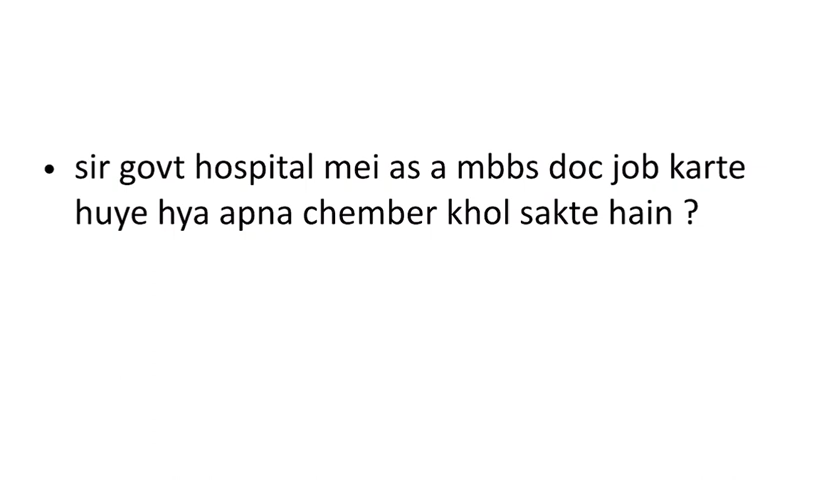 • sir govt hospital mei as a mbbs doc job karte
huye hya apna chember khol sakte hain ?